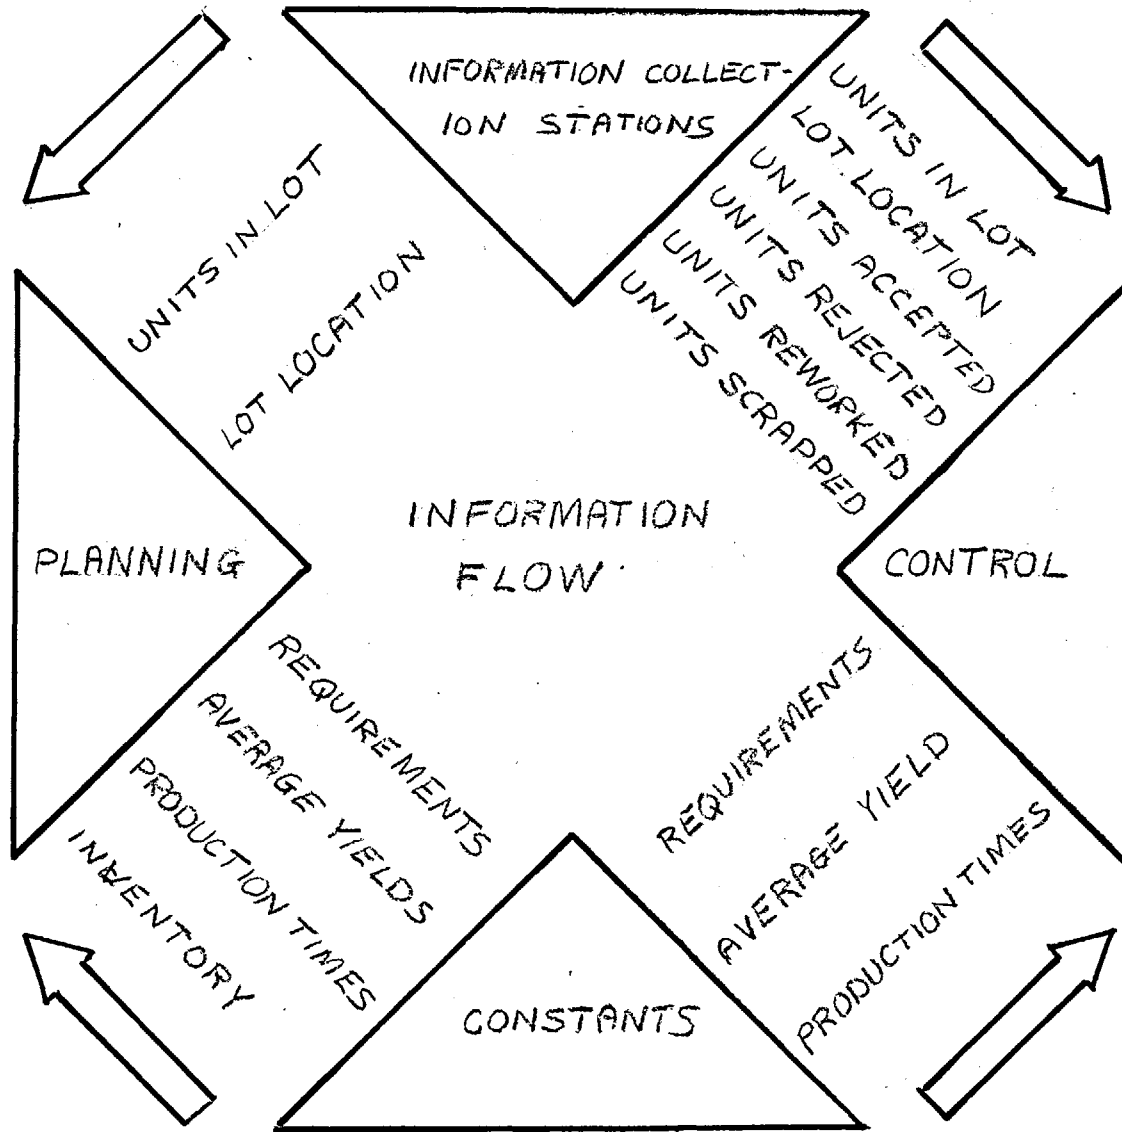 INFORMATION COLLECT-
ION STATIONS
UNITS IN LOT
LOT LOCATION
UNITS IN LOT
LOT LOCATION
UNITS ACCEPTED
UNITS REJECTED
UNITS REWORKED
UNITS SCRAPPED
INFORMATION
FLOW
PLANNING
CONTROL
REQUIREMENTS
AVERAGE YIELDS
PRODUCTION TIMES
INVENTORY
REQUIREMENTS
AVERAGE YIELD
PRODUCTION TIMES
CONSTANTS